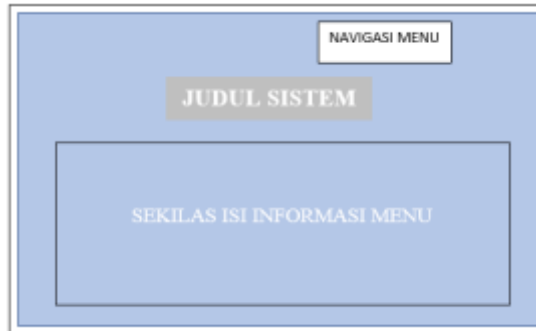 NAVIGASI MENU
JUDUL SISTEM
SEKILAS ISI INFORMASI MENU